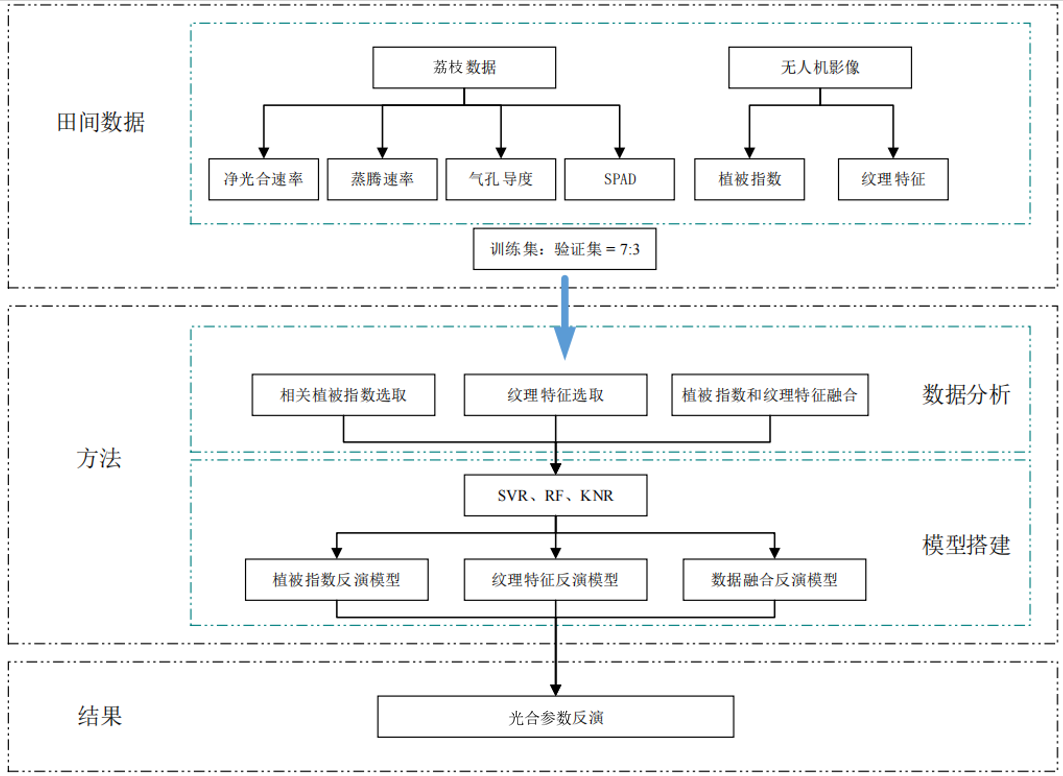 田间数据
荔枝数据
无人机影像
净光合速率
蒸腾速率
气孔导度
SPAD
植被指数
纹理特征
训练集：验证集 = 7:3
方法
数据分析
相关植被指数选取
纹理特征选取
植被指数和纹理特征融合
模型搭建
SVR、RF、KNR
植被指数反演模型
纹理特征反演模型
数据融合反演模型
结果
光合参数反演